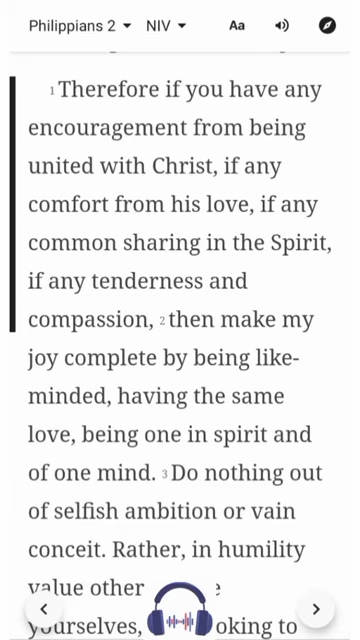 Philippians 2 NIV Aa
1 Therefore if you have any
encouragement from being
united with Christ, if any
comfort from his love, if any
common sharing in the Spirit,
if any tenderness and
compassion, 2 then make my
joy complete by being like-
minded, having the same
love, being one in spirit and
of one mind. 3 Do nothing out
of selfish ambition or vain
conceit. Rather, in humility
value other e
yourselves, oking to